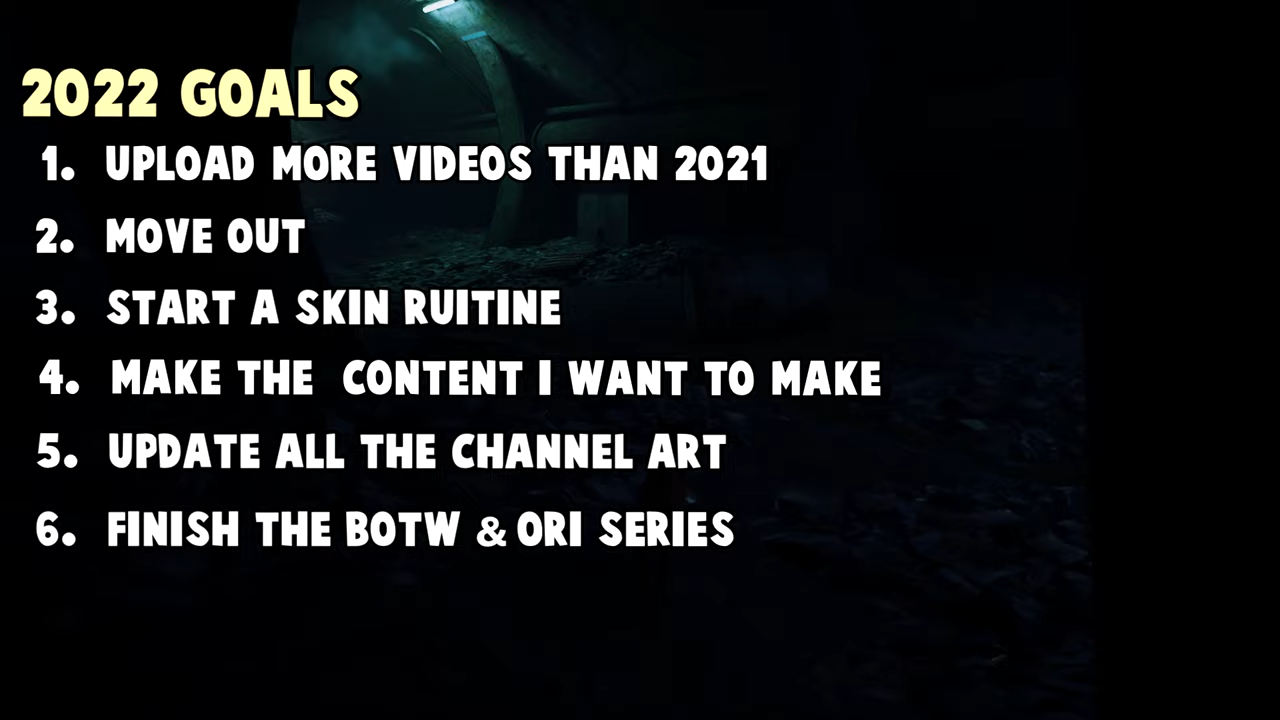 2022 GOALS
1. UPLOAD MORE VIDEOS THAN 2021
2. MOVE OUT
3. START A SKIN RUITINE
4. MAKE THE CONTENT I WANT TO MAKE
5. UPDATE ALL THE CHANNEL ART
6. FINISH THE BOTW & ORI SERIES